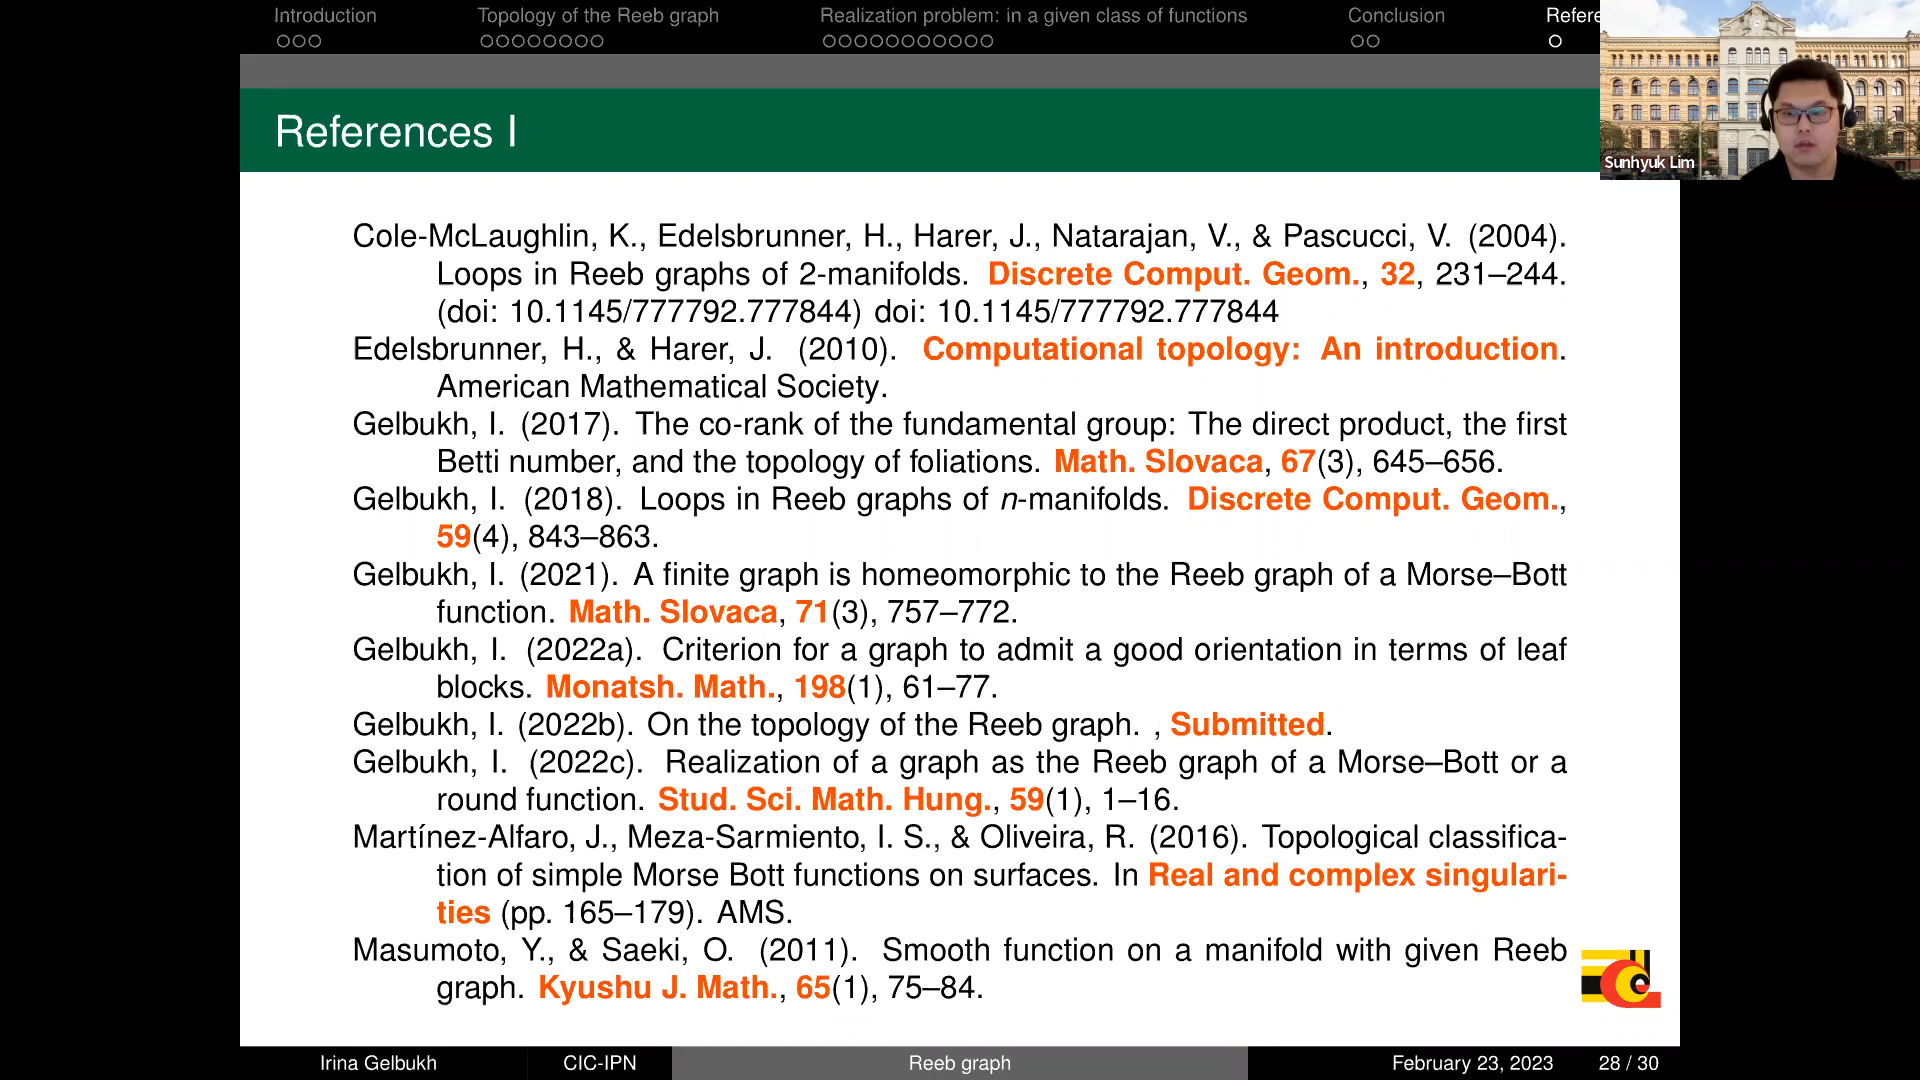 Introduction
Topology of the Reeb graph
Realization problem: in a given class of functions
Conclusion
Refere
Sunhyuk Lim
References I
Cole-McLaughlin, K., Edelsbrunner, H., Harer, J., Natarajan, V., & Pascucci, V. (2004).
Loops in Reeb graphs of 2-manifolds. Discrete Comput. Geom., 32, 231–244.
(doi: 10.1145/777792.777844) doi: 10.1145/777792.777844
Edelsbrunner, H., & Harer, J. (2010). Computational topology: An introduction.
American Mathematical Society.
Gelbukh, I. (2017). The co-rank of the fundamental group: The direct product, the first
Betti number, and the topology of foliations. Math. Slovaca, 67(3), 645–656.
Gelbukh, I. (2018). Loops in Reeb graphs of n-manifolds. Discrete Comput. Geom.,
59(4), 843–863.
Gelbukh, I. (2021). A finite graph is homeomorphic to the Reeb graph of a Morse–Bott
function. Math. Slovaca, 71(3), 757–772.
Gelbukh, I. (2022a). Criterion for a graph to admit a good orientation in terms of leaf
blocks. Monatsh. Math., 198(1), 61–77.
Gelbukh, I. (2022b). On the topology of the Reeb graph. , Submitted.
Gelbukh, I. (2022c). Realization of a graph as the Reeb graph of a Morse–Bott or a
round function. Stud. Sci. Math. Hung., 59(1), 1–16.
Martínez-Alfaro, J., Meza-Sarmiento, I. S., & Oliveira, R. (2016). Topological classifica-
tion of simple Morse Bott functions on surfaces. In Real and complex singulari-
ties (pp. 165–179). AMS.
Masumoto, Y., & Saeki, O. (2011). Smooth function on a manifold with given Reeb
graph. Kyushu J. Math., 65(1), 75–84.
Irina Gelbukh
CIC-IPN
Reeb graph
February 23, 2023
28 / 30